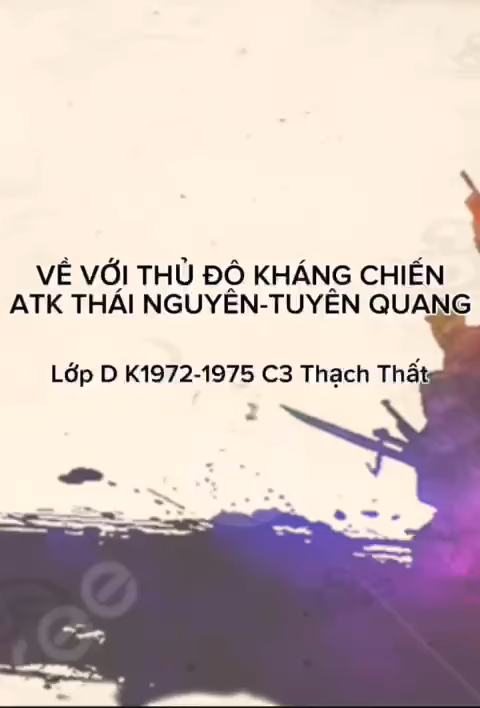 VỀ VỚI THỦ ĐÔ KHÁNG CHIẾN
ATK THÁI NGUYÊN-TUYÊN QUANG
Lớp D K1972-1975 C3 Thạch Thất